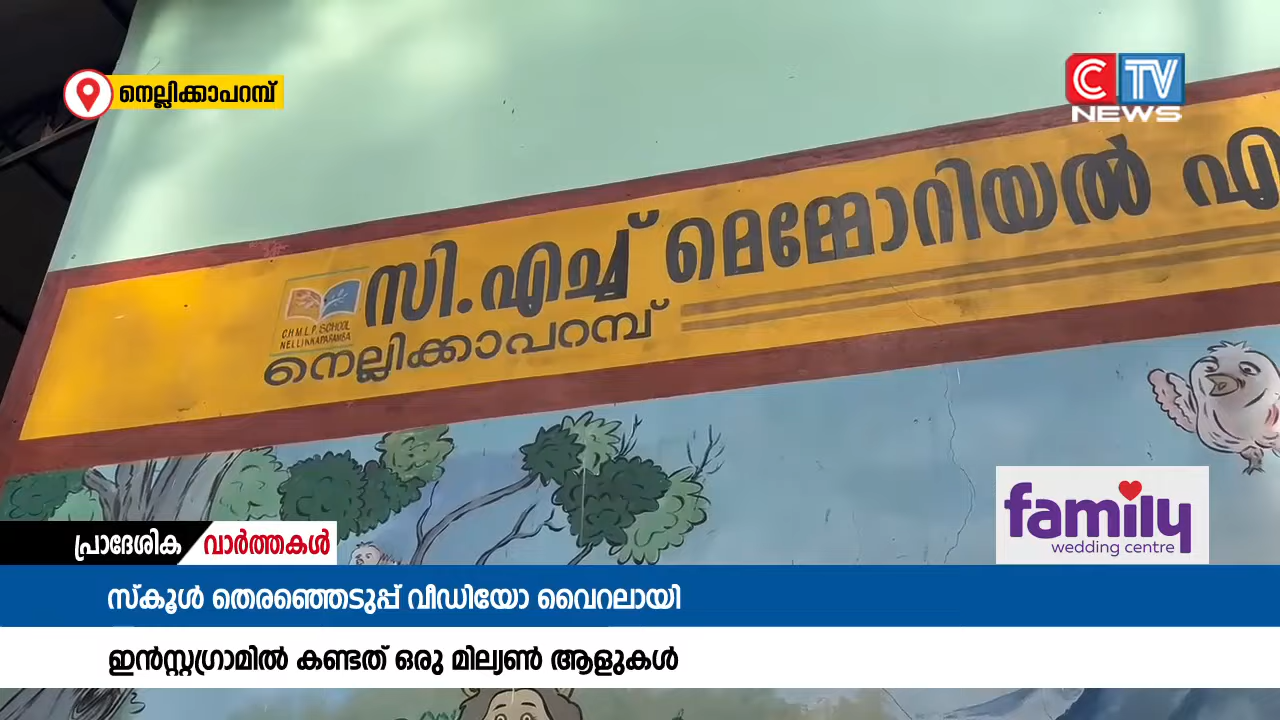 നെല്ലിക്കാപറമ്പ്
C TV
NEWS
സി.എച്ച് മെമ്മോറിയൽ എ
C.H.M.L.P. SCHOOL
NELLIKKAPARAMBA
നെല്ലിക്കാപറമ്പ്
family
wedding centre
പ്രാദേശിക വാർത്തകൾ
സ്കൂൾ തെരഞ്ഞെടുപ്പ് വീഡിയോ വൈറലായി
ഇൻസ്റ്റഗ്രാമിൽ കണ്ടത് ഒരു മില്യൺ ആളുകൾ